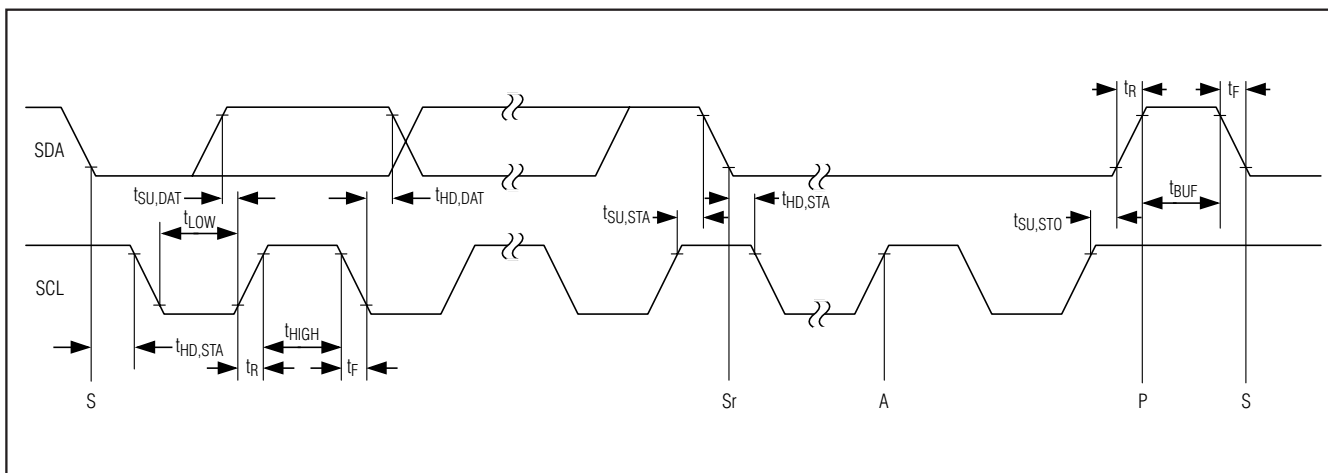 tR
tF
SDA
tSU,DAT
tHD,DAT
tHD,STA
tBUF
tLOW
tSU,STA
tSU,STO
SCL
tHIGH
tHD,STA
tR
tF
S
Sr
A
P
S